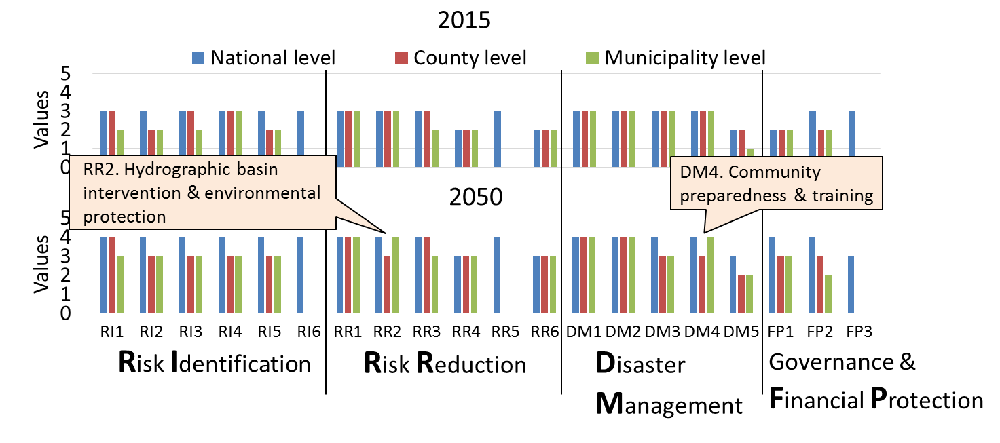 2015
National level County level Municipality level
5
4
3
2
1
0
Values
RR2. Hydrographic basin
intervention & environmental
protection
DM4. Community
preparedness & training
2050
5
4
3
2
1
0
Values
RI1 RI2 RI3 RI4 RI5 RI6 RR1 RR2 RR3 RR4 RR5 RR6 DM1 DM2 DM3 DM4 DM5 FP1 FP2 FP3
Risk Identification
Risk Reduction
Disaster
Management
Governance &
Financial Protection